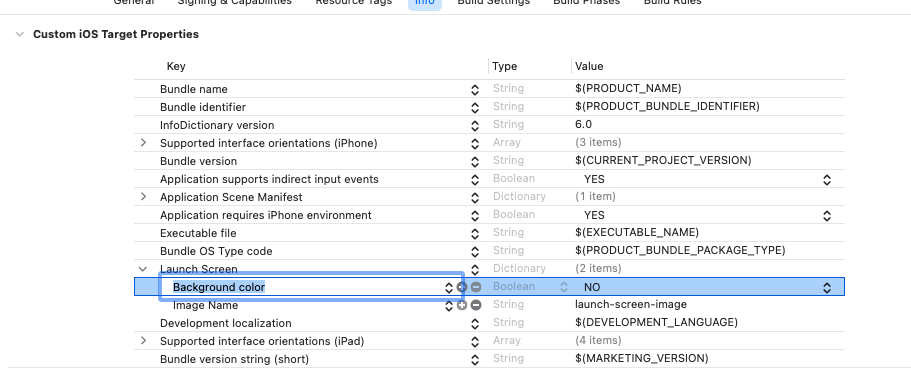 General Signing & Capabilities Resource Tags Info Build Settings Build Phases Build Rules
Custom iOS Target Properties
Key Type Value
Bundle name String $(PRODUCT_NAME)
Bundle identifier String $(PRODUCT_BUNDLE_IDENTIFIER)
InfoDictionary version String 6.0
Supported interface orientations (iPhone) Array (3 items)
Bundle version String $(CURRENT_PROJECT_VERSION)
Application supports indirect input events Boolean YES
Application Scene Manifest Dictionary (1 item)
Application requires iPhone environment Boolean YES
Executable file String $(EXECUTABLE_NAME)
Bundle OS Type code String $(PRODUCT_BUNDLE_PACKAGE_TYPE)
Launch Screen Dictionary (2 items)
Background color Boolean NO
Image Name String launch-screen-image
Development localization String $(DEVELOPMENT_LANGUAGE)
Supported interface orientations (iPad) Array (4 items)
Bundle version string (short) String $(MARKETING_VERSION)